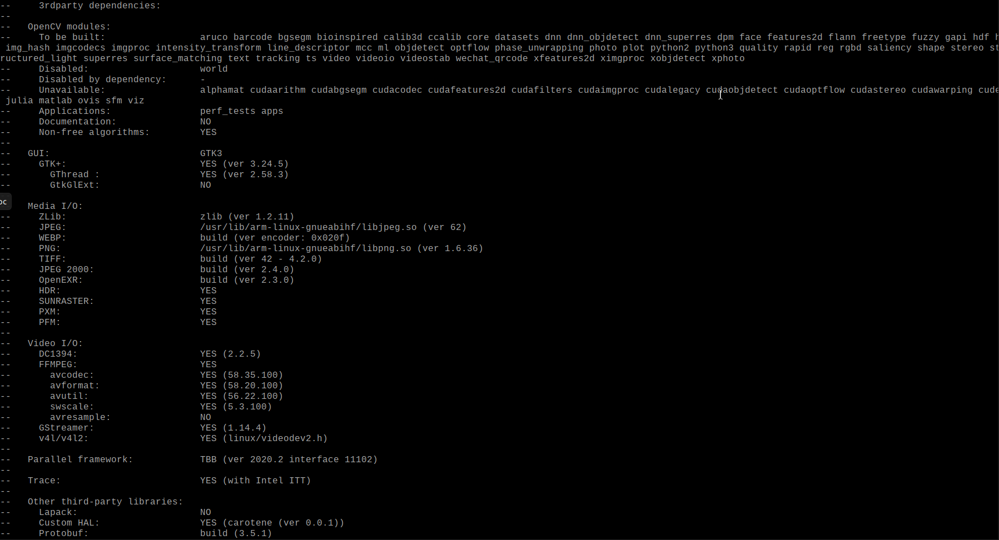 --     3rdparty dependencies:
--
--   OpenCV modules:
--     To be built:                 aruco barcode bgsegm bioinspired calib3d ccalib core datasets dnn dnn_objdetect dnn_superres dpm face features2d flann freetype fuzzy gapi hdf
 img_hash imgcodecs imgproc intensity_transform line_descriptor mcc ml objdetect optflow phase_unwrapping photo plot python2 python3 quality rapid reg rgbd saliency shape stereo st
ructured_light superres surface_matching text tracking ts video videoio videostab wechat_qrcode xfeatures2d ximgproc xobjdetect xphoto
--     Disabled:                    world
--     Disabled by dependency:      -
--     Unavailable:                 alphamat cudaarithm cudabgsegm cudacodec cudafeatures2d cudafilters cudaimgproc cudalegacy cudaobjdetect cudaoptflow cudastereo cudawarping
 julia matlab ovis sfm viz
--     Applications:                perf_tests apps
--     Documentation:               NO
--     Non-free algorithms:         YES
--
--   GUI:                           GTK3
--     GTK+:                        YES (ver 3.24.5)
--       GThread :                  YES (ver 2.58.3)
--       GtkGlExt:                  NO
oc
     Media I/O:
--     ZLib:                        zlib (ver 1.2.11)
--     JPEG:                        /usr/lib/arm-linux-gnueabihf/libjpeg.so (ver 62)
--     WEBP:                        build (ver encoder: 0x020f)
--     PNG:                         /usr/lib/arm-linux-gnueabihf/libpng.so (ver 1.6.36)
--     TIFF:                        build (ver 42 - 4.2.0)
--     JPEG 2000:                   build (ver 2.4.0)
--     OpenEXR:                     build (ver 2.3.0)
--     HDR:                         YES
--     SUNRASTER:                   YES
--     PXM:                         YES
--     PFM:                         YES
--
--   Video I/O:
--     DC1394:                      YES (2.2.5)
--     FFMPEG:                      YES
--       avcodec:                   YES (58.35.100)
--       avformat:                  YES (58.20.100)
--       avutil:                    YES (56.22.100)
--       swscale:                   YES (5.3.100)
--       avresample:                NO
--     GStreamer:                   YES (1.14.4)
--     v4l/v4l2:                    YES (linux/videodev2.h)
--
--   Parallel framework:            TBB (ver 2020.2 interface 11102)
--
--   Trace:                         YES (with Intel ITT)
--
--   Other third-party libraries:
--     Lapack:                      NO
--     Custom HAL:                  YES (carotene (ver 0.0.1))
--     Protobuf:                    build (3.5.1)